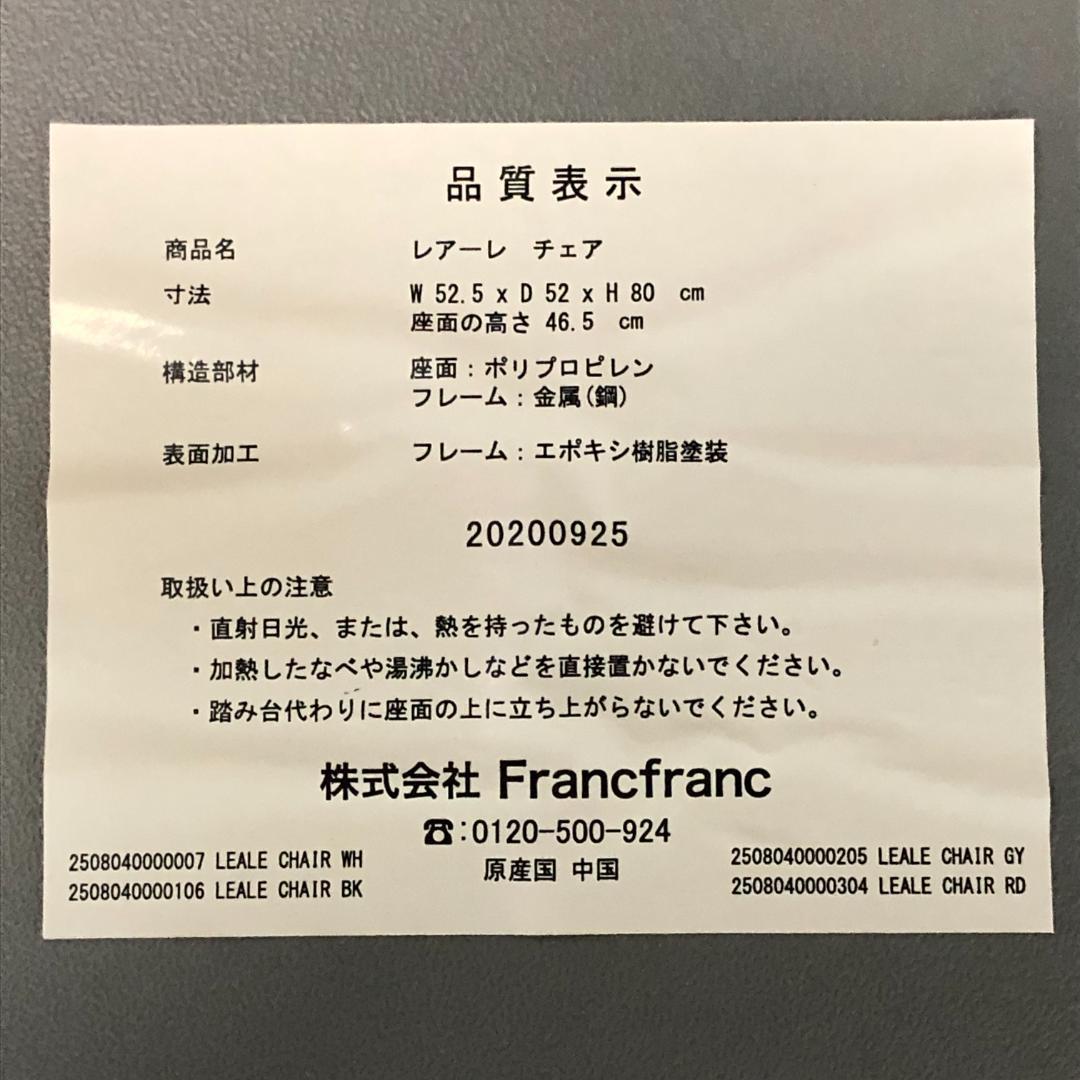 品質表示
商品名 レアーレ チェア
寸法 W 52.5 x D 52 x H 80 cm
座面の高さ 46.5 cm
構造部材 座面：ポリプロピレン
フレーム：金属(鋼)
表面加工 フレーム：エポキシ樹脂塗装
20200925
取扱い上の注意
・直射日光、または、熱を持ったものを避けて下さい。
・加熱したなべや湯沸かしなどを直接置かないでください。
・踏み台代わりに座面の上に立ち上がらないでください。
株式会社 Francfranc
☎:0120-500-924
原産国 中国
2508040000007 LEALE CHAIR WH
2508040000106 LEALE CHAIR BK
2508040000205 LEALE CHAIR GY
2508040000304 LEALE CHAIR RD